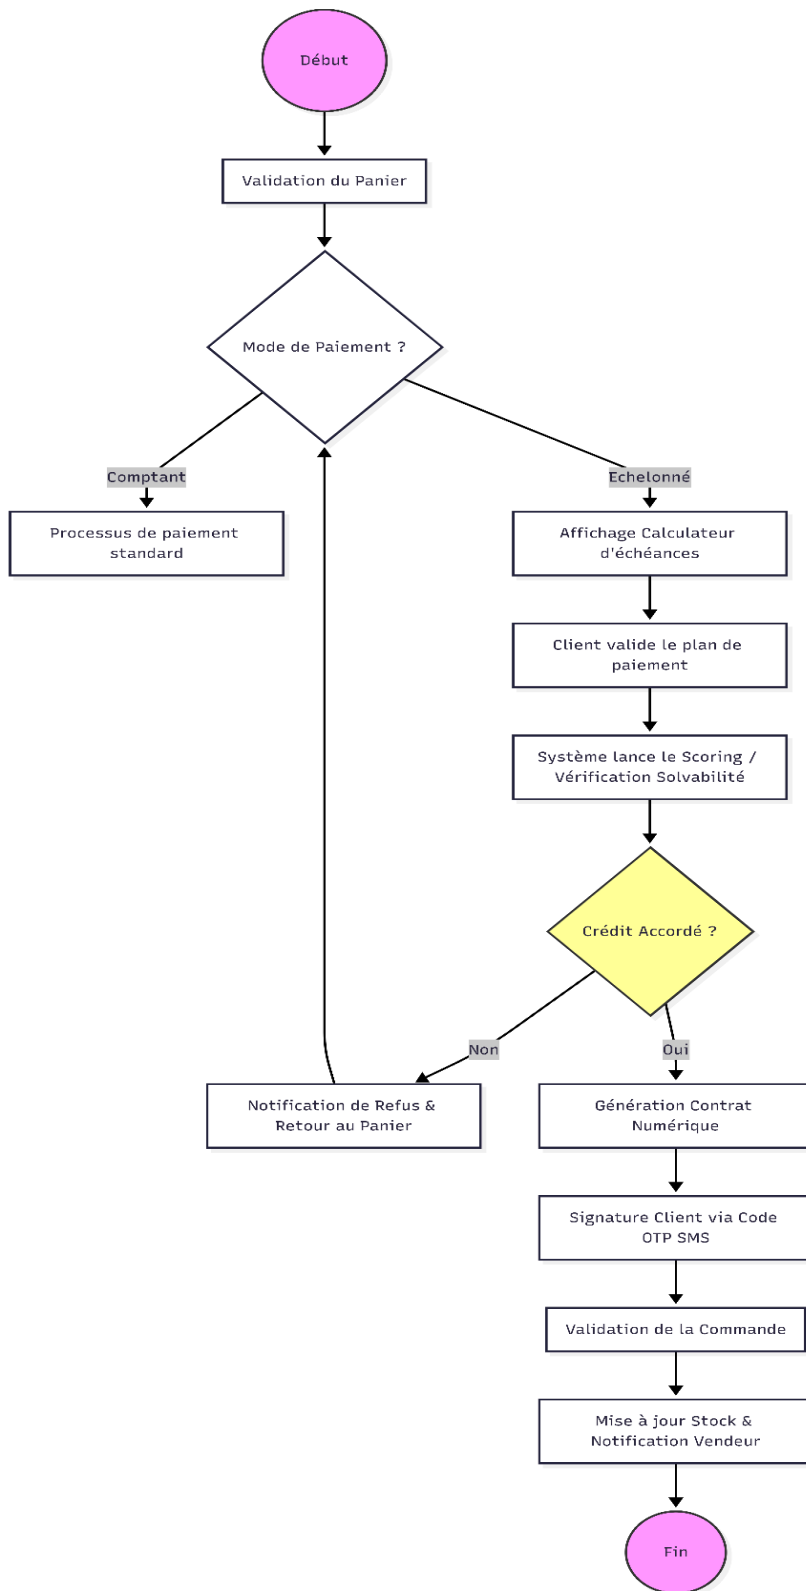 Début
Validation du Panier
Mode de Paiement ?
Comptant
Echelonné
Processus de paiement
standard
Affichage Calculateur
d'échéances
Client valide le plan de
paiement
Système lance le Scoring /
Vérification Solvabilité
Crédit Accordé ?
Non
Oui
Notification de Refus &
Retour au Panier
Génération Contrat
Numérique
Signature Client via Code
OTP SMS
Validation de la Commande
Mise à jour Stock &
Notification Vendeur
Fin